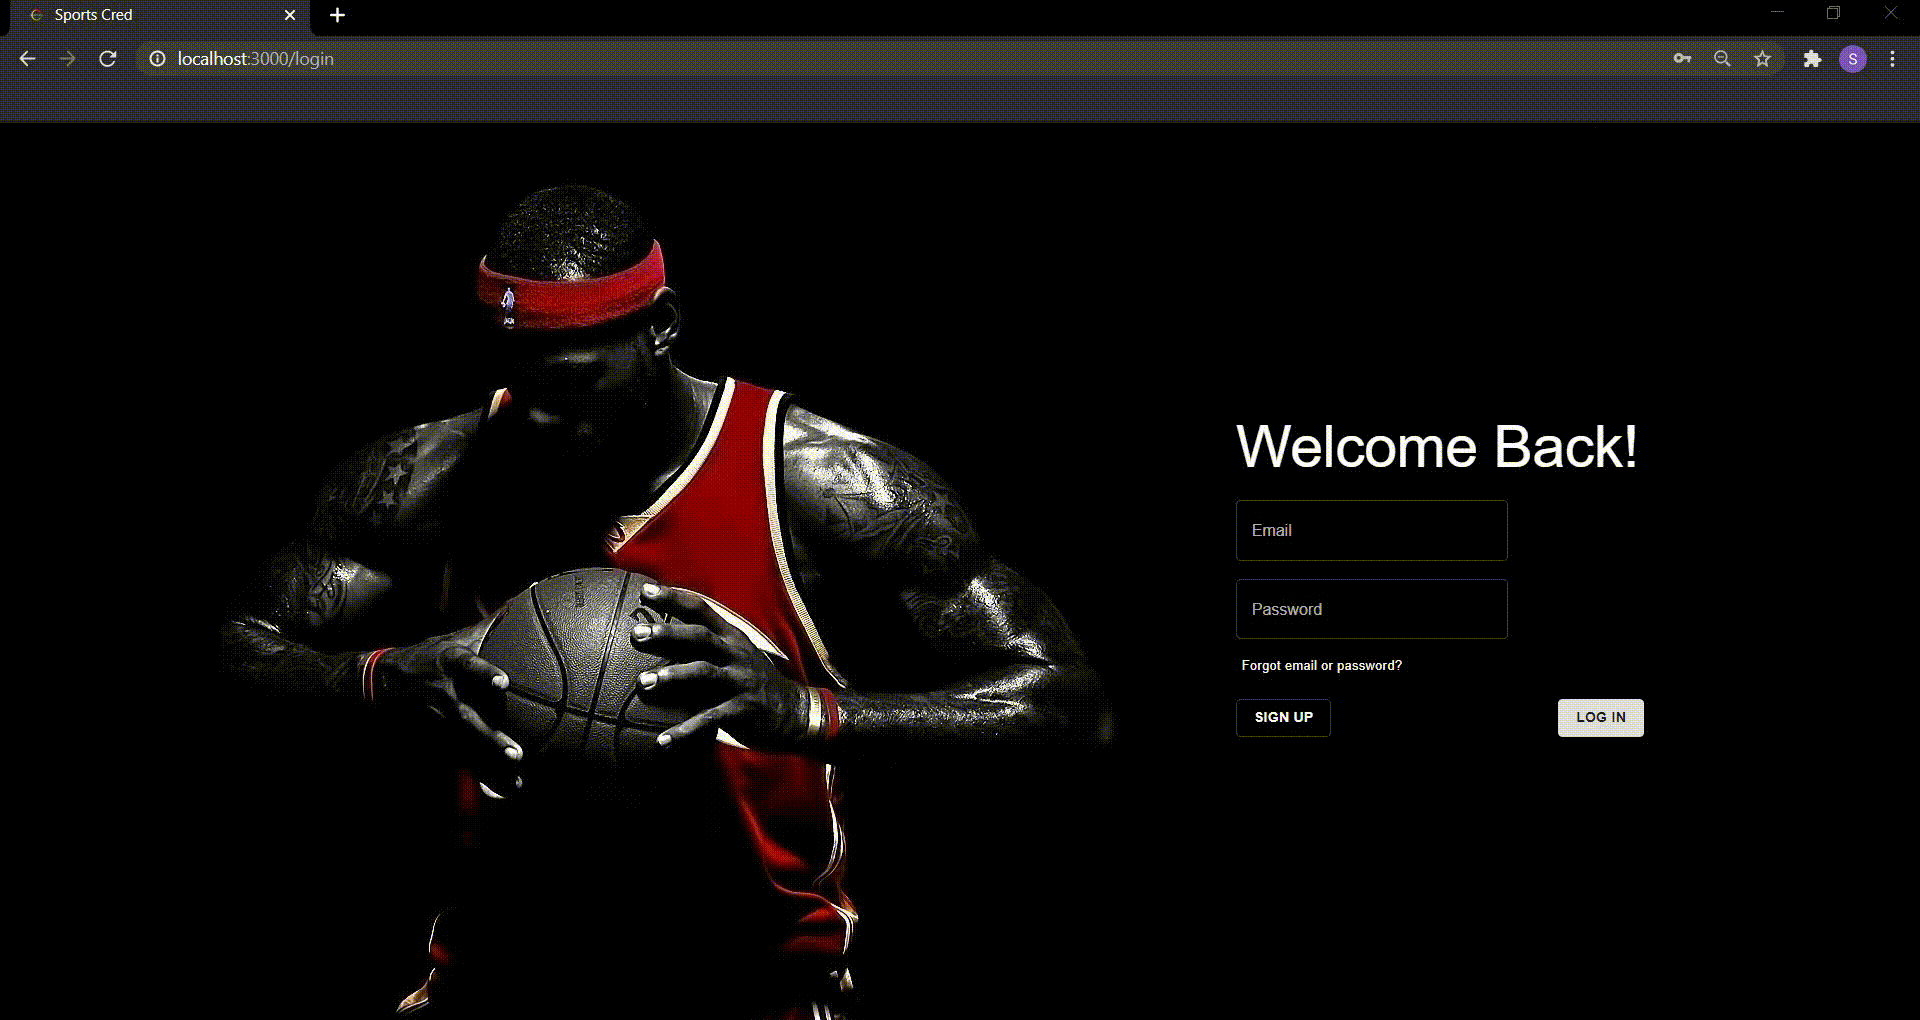 Sports Cred
localhost:3000/login
S
Welcome Back!
Email
Password
Forgot email or password?
SIGN UP
LOG IN